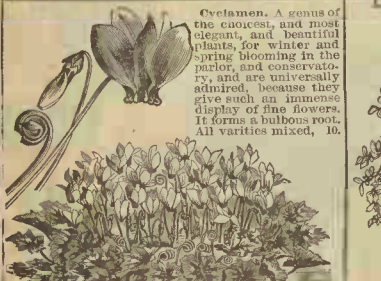 Cyclamen. A genus of
the choicest, and most
elegant, and beautiful
plants, for winter and
spring blooming in the
parlor, and conservato-
ry, and are universally
admired, because they
give such an immense
display of fine flowers.
It forms a bulbous root.
All varities mixed, 10.